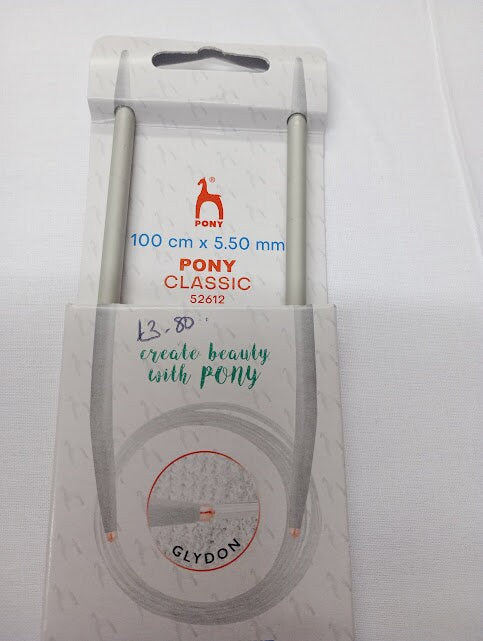 ®
PONY
100 cm x 5.50 mm
PONY
CLASSIC
52612
£3.80
create beauty
with PONY
GLYDON